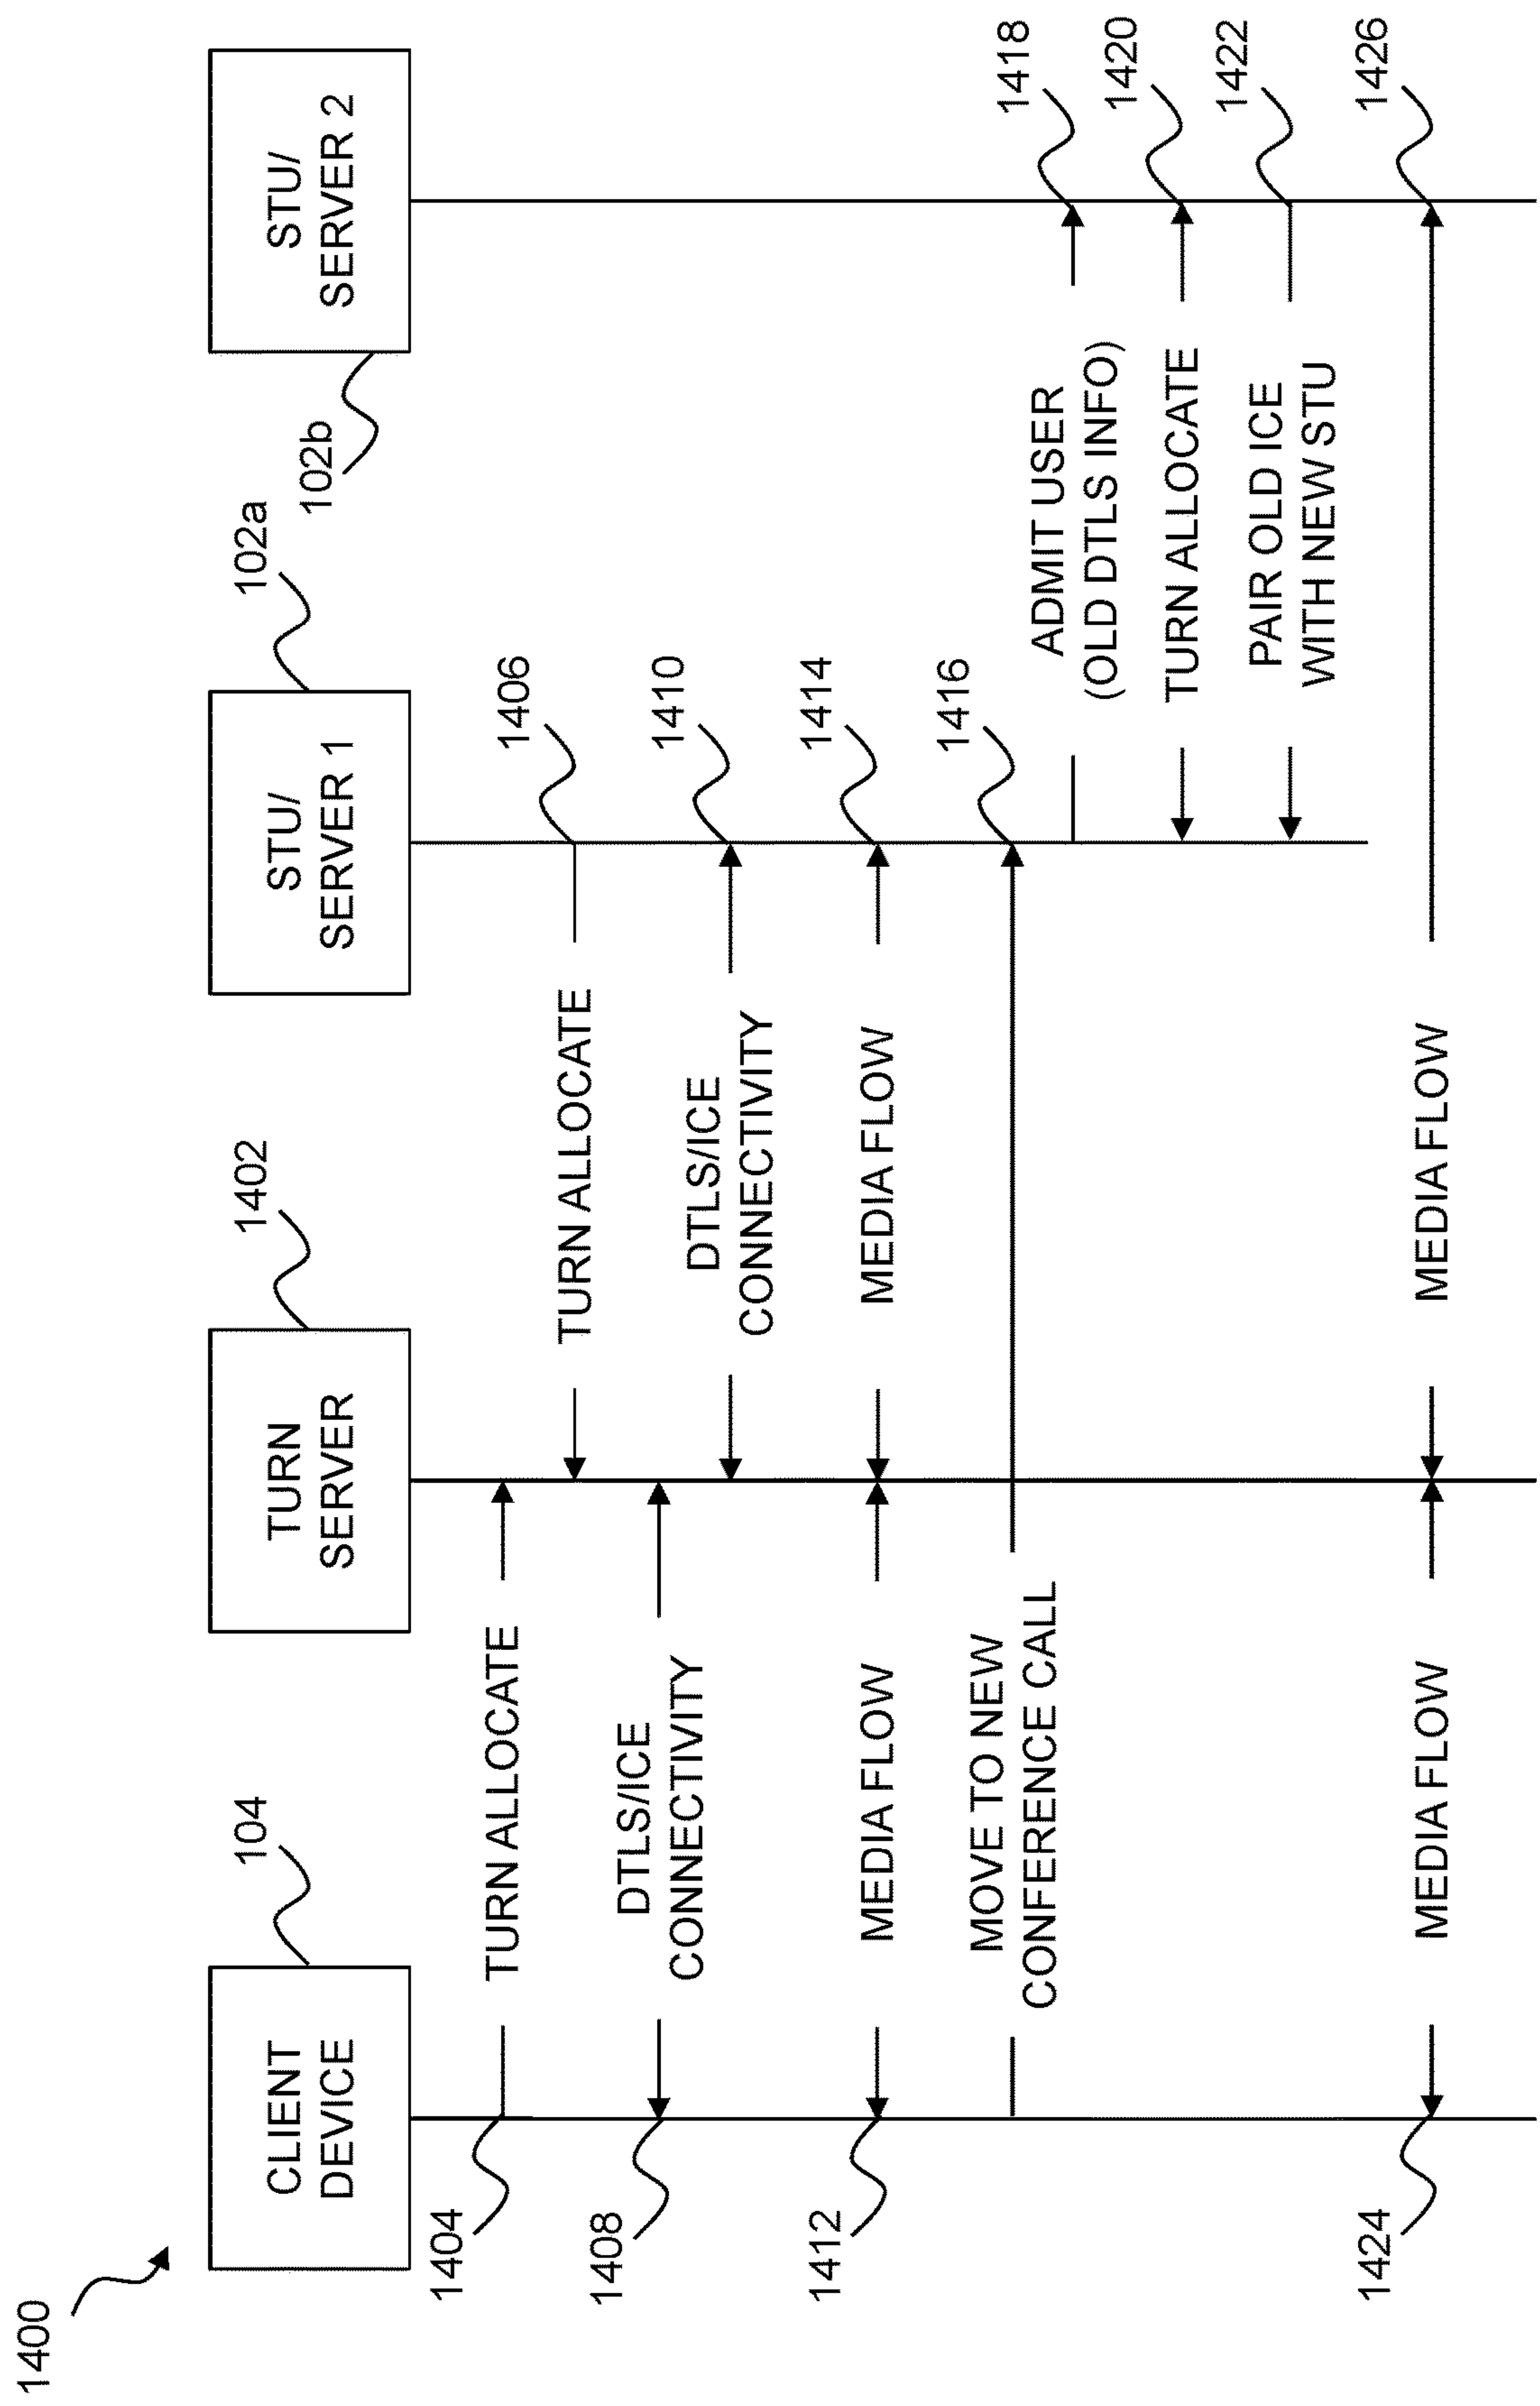 1400
CLIENT
DEVICE
104
TURN
SERVER
1402
STU/
SERVER 1
102a
STU/
SERVER 2
102b
1404
TURN ALLOCATE
TURN ALLOCATE
1406
1408
DTLS/ICE
CONNECTIVITY
DTLS/ICE
CONNECTIVITY
1410
1412
MEDIA FLOW
MEDIA FLOW
1414
MOVE TO NEW
CONFERENCE CALL
1416
ADMIT USER
(OLD DTLS INFO)
1418
TURN ALLOCATE
1420
PAIR OLD ICE
WITH NEW STU
1422
1424
MEDIA FLOW
MEDIA FLOW
1426